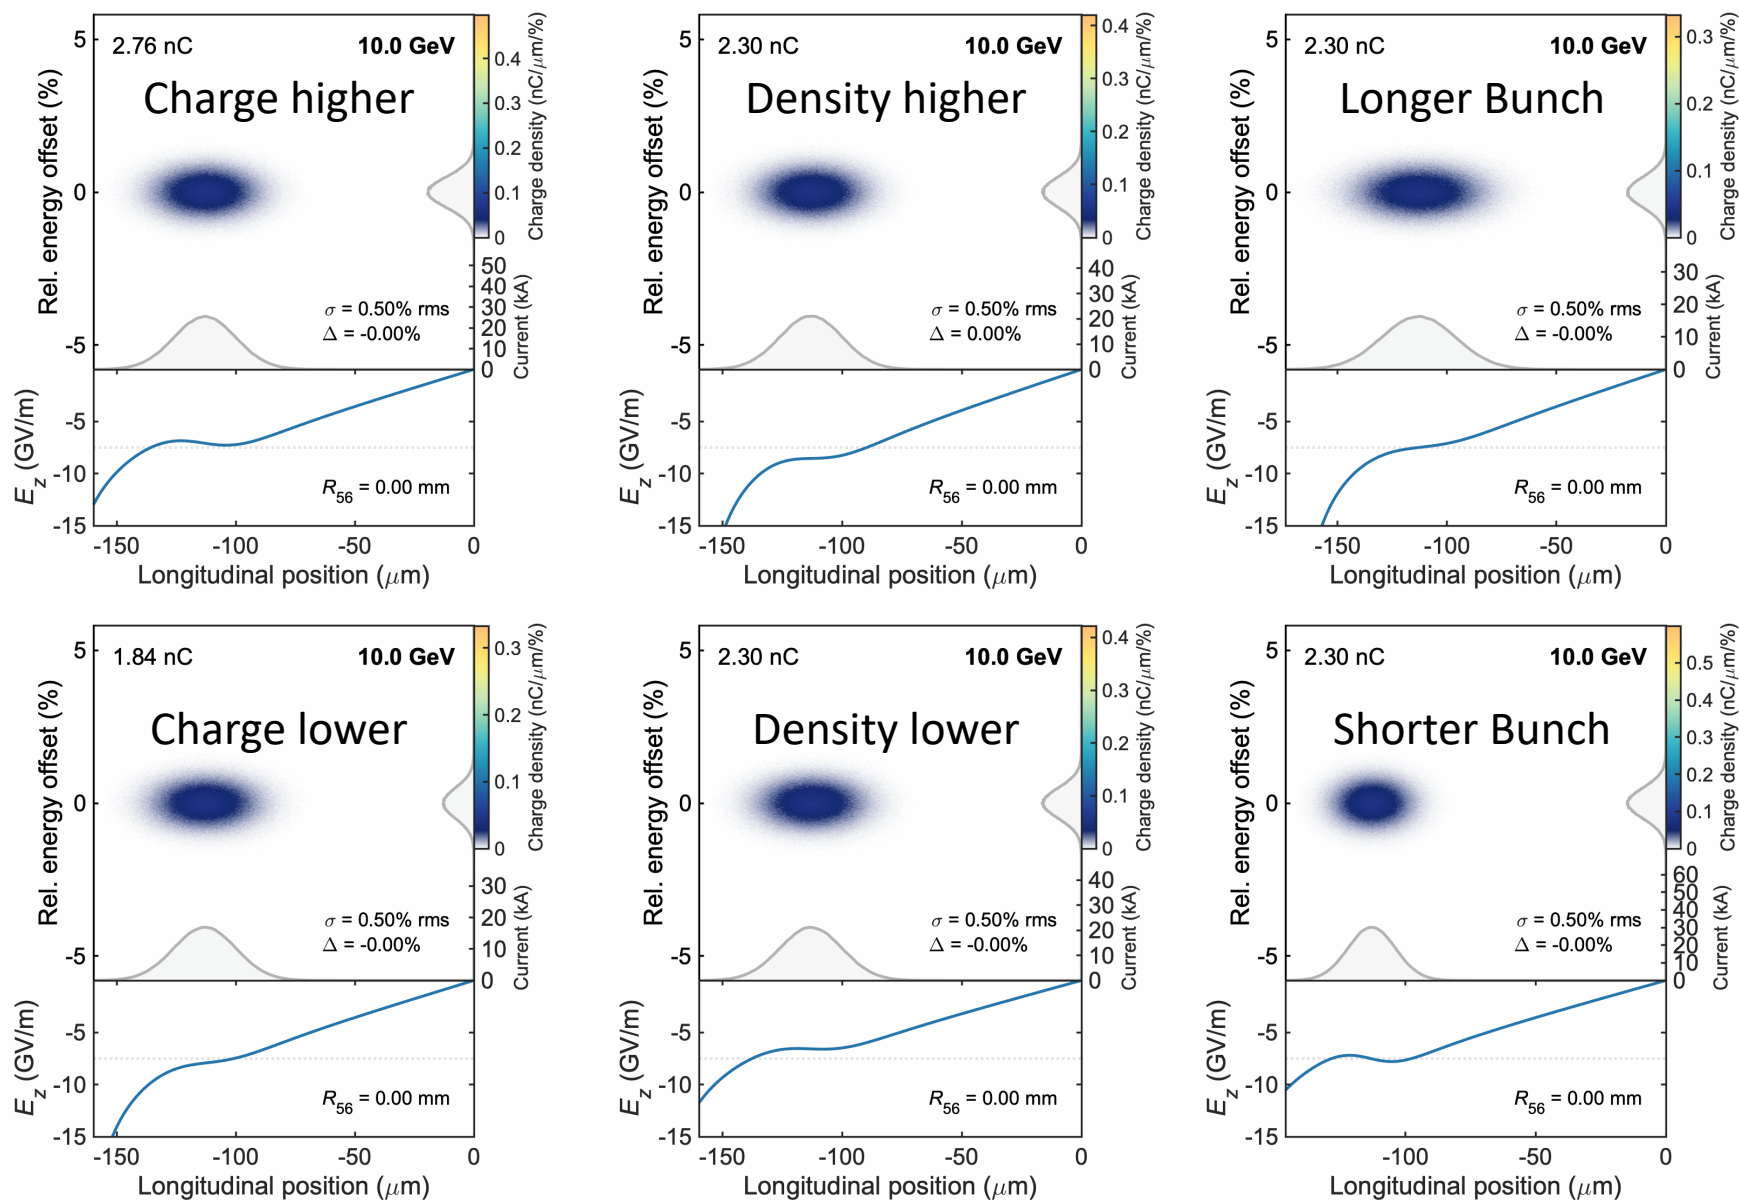 2.76 nC 10.0 GeV
Charge higher
Rel. energy offset (%)
5
0
-5
0.4
0.3
0.2
0.1
0
Charge density (nC/μm/%)
50
40
30
20
10
0
Current (kA)
σ = 0.50% rms
Δ = -0.00%
E_z (GV/m)
-5
-10
-15
R_56 = 0.00 mm
-150 -100 -50 0
Longitudinal position (μm)
2.30 nC 10.0 GeV
Density higher
Rel. energy offset (%)
5
0
-5
0.4
0.3
0.2
0.1
0
Charge density (nC/μm/%)
40
30
20
10
0
Current (kA)
σ = 0.50% rms
Δ = 0.00%
E_z (GV/m)
-5
-10
-15
R_56 = 0.00 mm
-150 -100 -50 0
Longitudinal position (μm)
2.30 nC 10.0 GeV
Longer Bunch
Rel. energy offset (%)
5
0
-5
0.3
0.2
0.1
0
Charge density (nC/μm/%)
30
20
10
0
Current (kA)
σ = 0.50% rms
Δ = -0.00%
E_z (GV/m)
-5
-10
-15
R_56 = 0.00 mm
-150 -100 -50 0
Longitudinal position (μm)
1.84 nC 10.0 GeV
Charge lower
Rel. energy offset (%)
5
0
-5
0.3
0.2
0.1
0
Charge density (nC/μm/%)
30
20
10
0
Current (kA)
σ = 0.50% rms
Δ = -0.00%
E_z (GV/m)
-5
-10
-15
R_56 = 0.00 mm
-150 -100 -50 0
Longitudinal position (μm)
2.30 nC 10.0 GeV
Density lower
Rel. energy offset (%)
5
0
-5
0.4
0.3
0.2
0.1
0
Charge density (nC/μm/%)
40
30
20
10
0
Current (kA)
σ = 0.50% rms
Δ = -0.00%
E_z (GV/m)
-5
-10
-15
R_56 = 0.00 mm
-150 -100 -50 0
Longitudinal position (μm)
2.30 nC 10.0 GeV
Shorter Bunch
Rel. energy offset (%)
5
0
-5
0.5
0.4
0.3
0.2
0.1
0
Charge density (nC/μm/%)
60
50
40
30
20
10
0
Current (kA)
σ = 0.50% rms
Δ = -0.00%
E_z (GV/m)
-5
-10
-15
R_56 = 0.00 mm
-100 -50 0
Longitudinal position (μm)